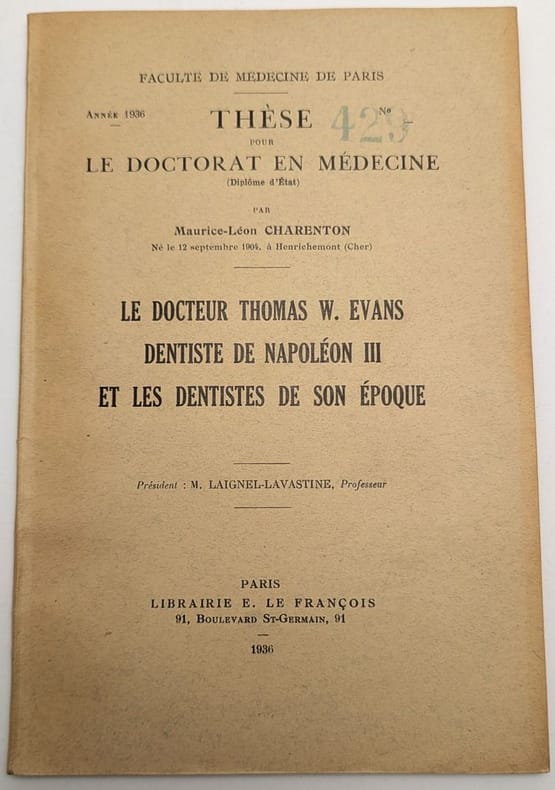 FACULTÉ DE MÉDECINE DE PARIS
ANNÉE 1936
THÈSE
No 429
POUR
LE DOCTORAT EN MÉDECINE
(Diplôme d'État)
PAR
Maurice-Léon CHARENTON
Né le 12 septembre 1904, à Henrichemont (Cher)
LE DOCTEUR THOMAS W. EVANS
DENTISTE DE NAPOLÉON III
ET LES DENTISTES DE SON ÉPOQUE
Président : M. LAIGNEL-LAVASTINE, Professeur
PARIS
LIBRAIRIE E. LE FRANÇOIS
91, BOULEVARD ST-GERMAIN, 91
1936